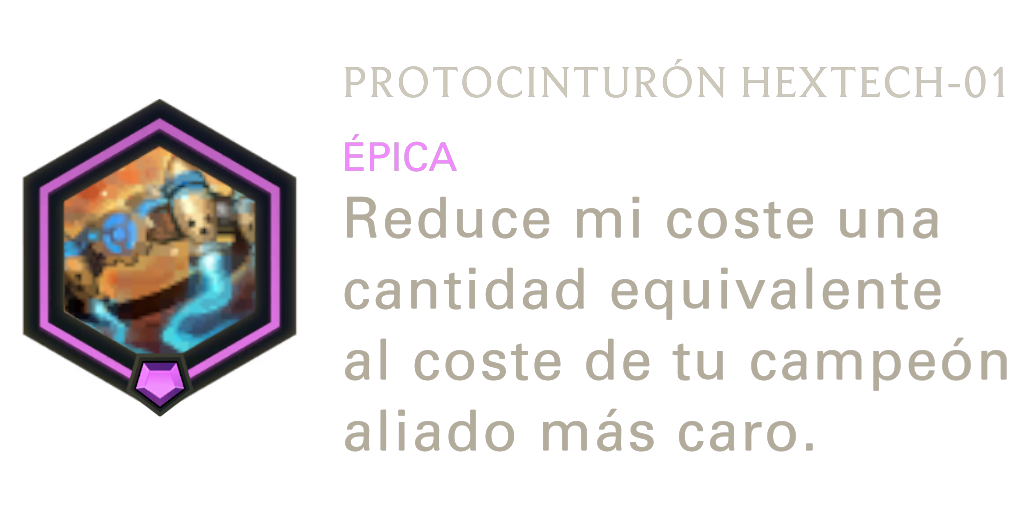 PROTOCINTURÓN HEXTECH-01
ÉPICA
Reduce mi coste una
cantidad equivalente
al coste de tu campeón
aliado más caro.